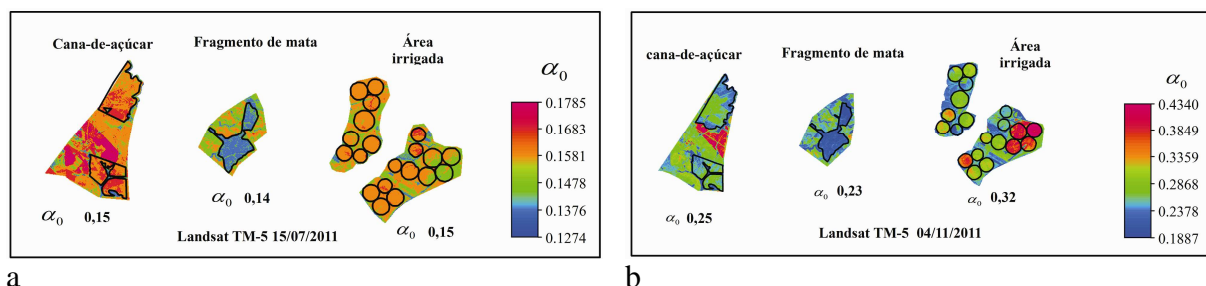 Cana-de-açúcar
Fragmento de mata
Área
irrigada
α₀
0.1785
0.1683
0.1581
0.1478
0.1376
0.1274
α₀ 0,15
α₀ 0,14
α₀ 0,15
Landsat TM-5 15/07/2011
a
cana-de-açúcar
Fragmento de mata
Área
irrigada
α₀
0.4340
0.3849
0.3359
0.2868
0.2378
0.1887
α₀ 0,25
α₀ 0,23
α₀ 0,32
Landsat TM-5 04/11/2011
b